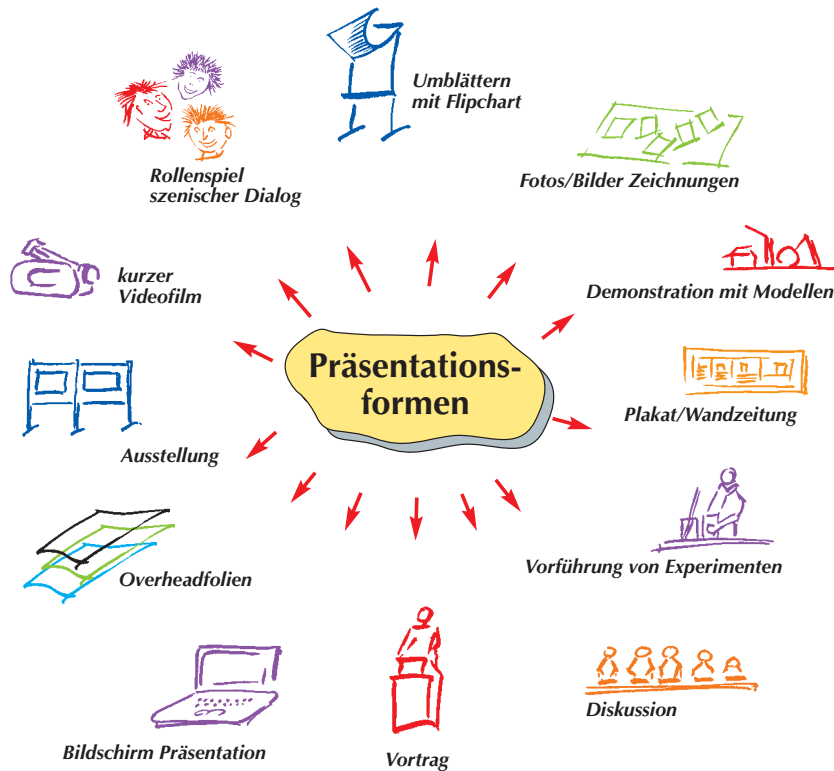 Umblättern
mit Flipchart
Rollenspiel
szenischer Dialog
Fotos/Bilder Zeichnungen
kurzer
Videofilm
Demonstration mit Modellen
Präsentations-
formen
Plakat/Wandzeitung
Ausstellung
Overheadfolien
Vorführung von Experimenten
Diskussion
Bildschirm Präsentation
Vortrag